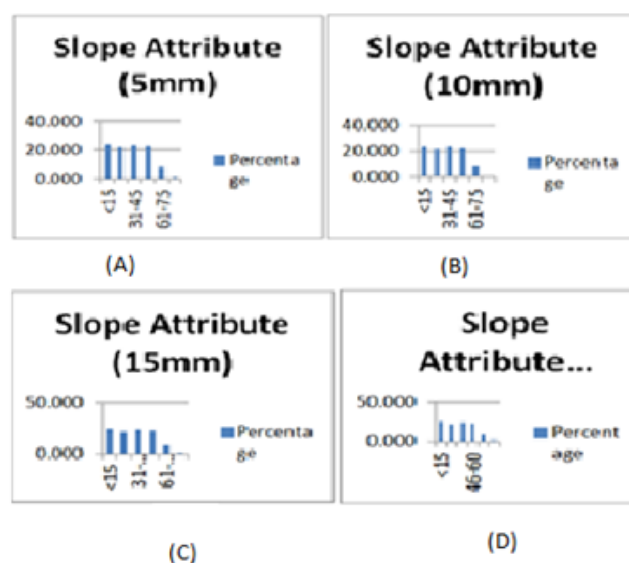 Slope Attribute
(5mm)
40.000
20.000
0.000
<15
31-45
61-75
Percenta
ge
(A)
Slope Attribute
(10mm)
40.000
20.000
0.000
<15
31-45
61-75
Percenta
ge
(B)
Slope Attribute
(15mm)
50.000
0.000
<15
31-...
61-...
Percenta
ge
(C)
Slope
Attribute...
50.000
0.000
<15
46-60
Percent
age
(D)